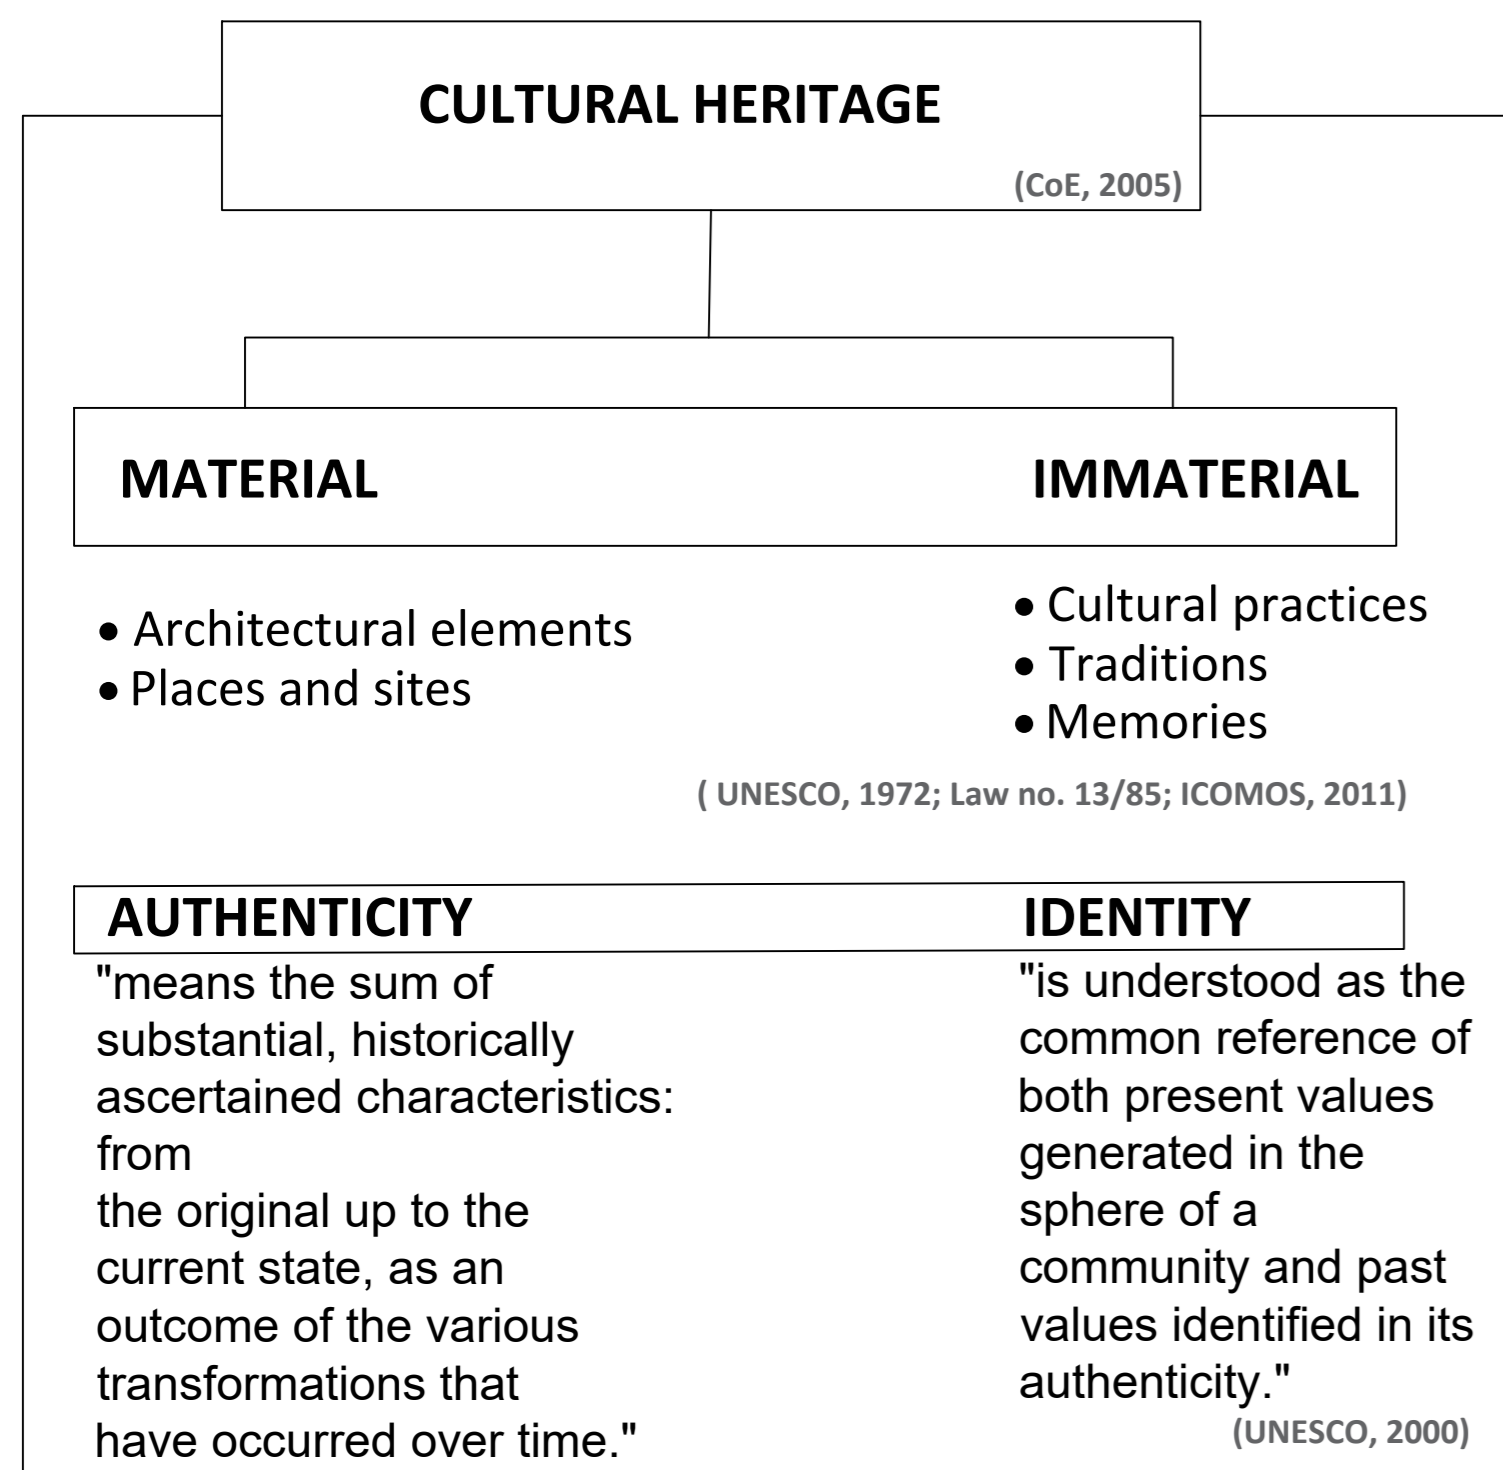 CULTURAL HERITAGE
(CoE, 2005)
MATERIAL
IMMATERIAL
• Architectural elements
• Places and sites
• Cultural practices
• Traditions
• Memories
( UNESCO, 1972; Law no. 13/85; ICOMOS, 2011)
AUTHENTICITY
"means the sum of
substantial, historically
ascertained characteristics:
from
the original up to the
current state, as an
outcome of the various
transformations that
have occurred over time."
IDENTITY
"is understood as the
common reference of
both present values
generated in the
sphere of a
community and past
values identified in its
authenticity."
(UNESCO, 2000)